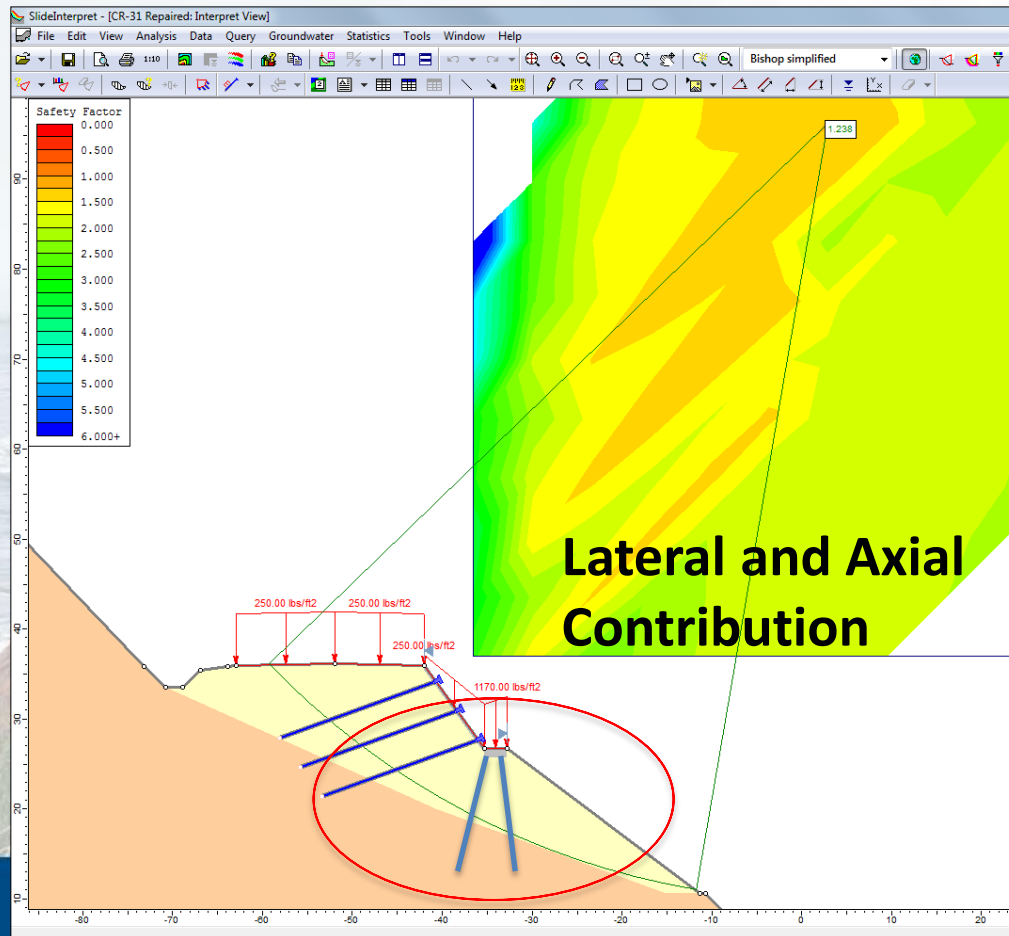 SlideInterpret - [CR-31 Repaired: Interpret View]
File Edit View Analysis Data Query Groundwater Statistics Tools Window Help
1:10
Bishop simplified
Safety Factor
0.000
0.500
1.000
1.500
2.000
2.500
3.000
3.500
4.000
4.500
5.000
5.500
6.000+
1.238
90
80
70
60
50
40
30
20
10
Lateral and Axial
Contribution
250.00 lbs/ft2 250.00 lbs/ft2
250.00 lbs/ft2
1170.00 lbs/ft2
-80 -70 -60 -50 -40 -30 -20 -10 0 10 20